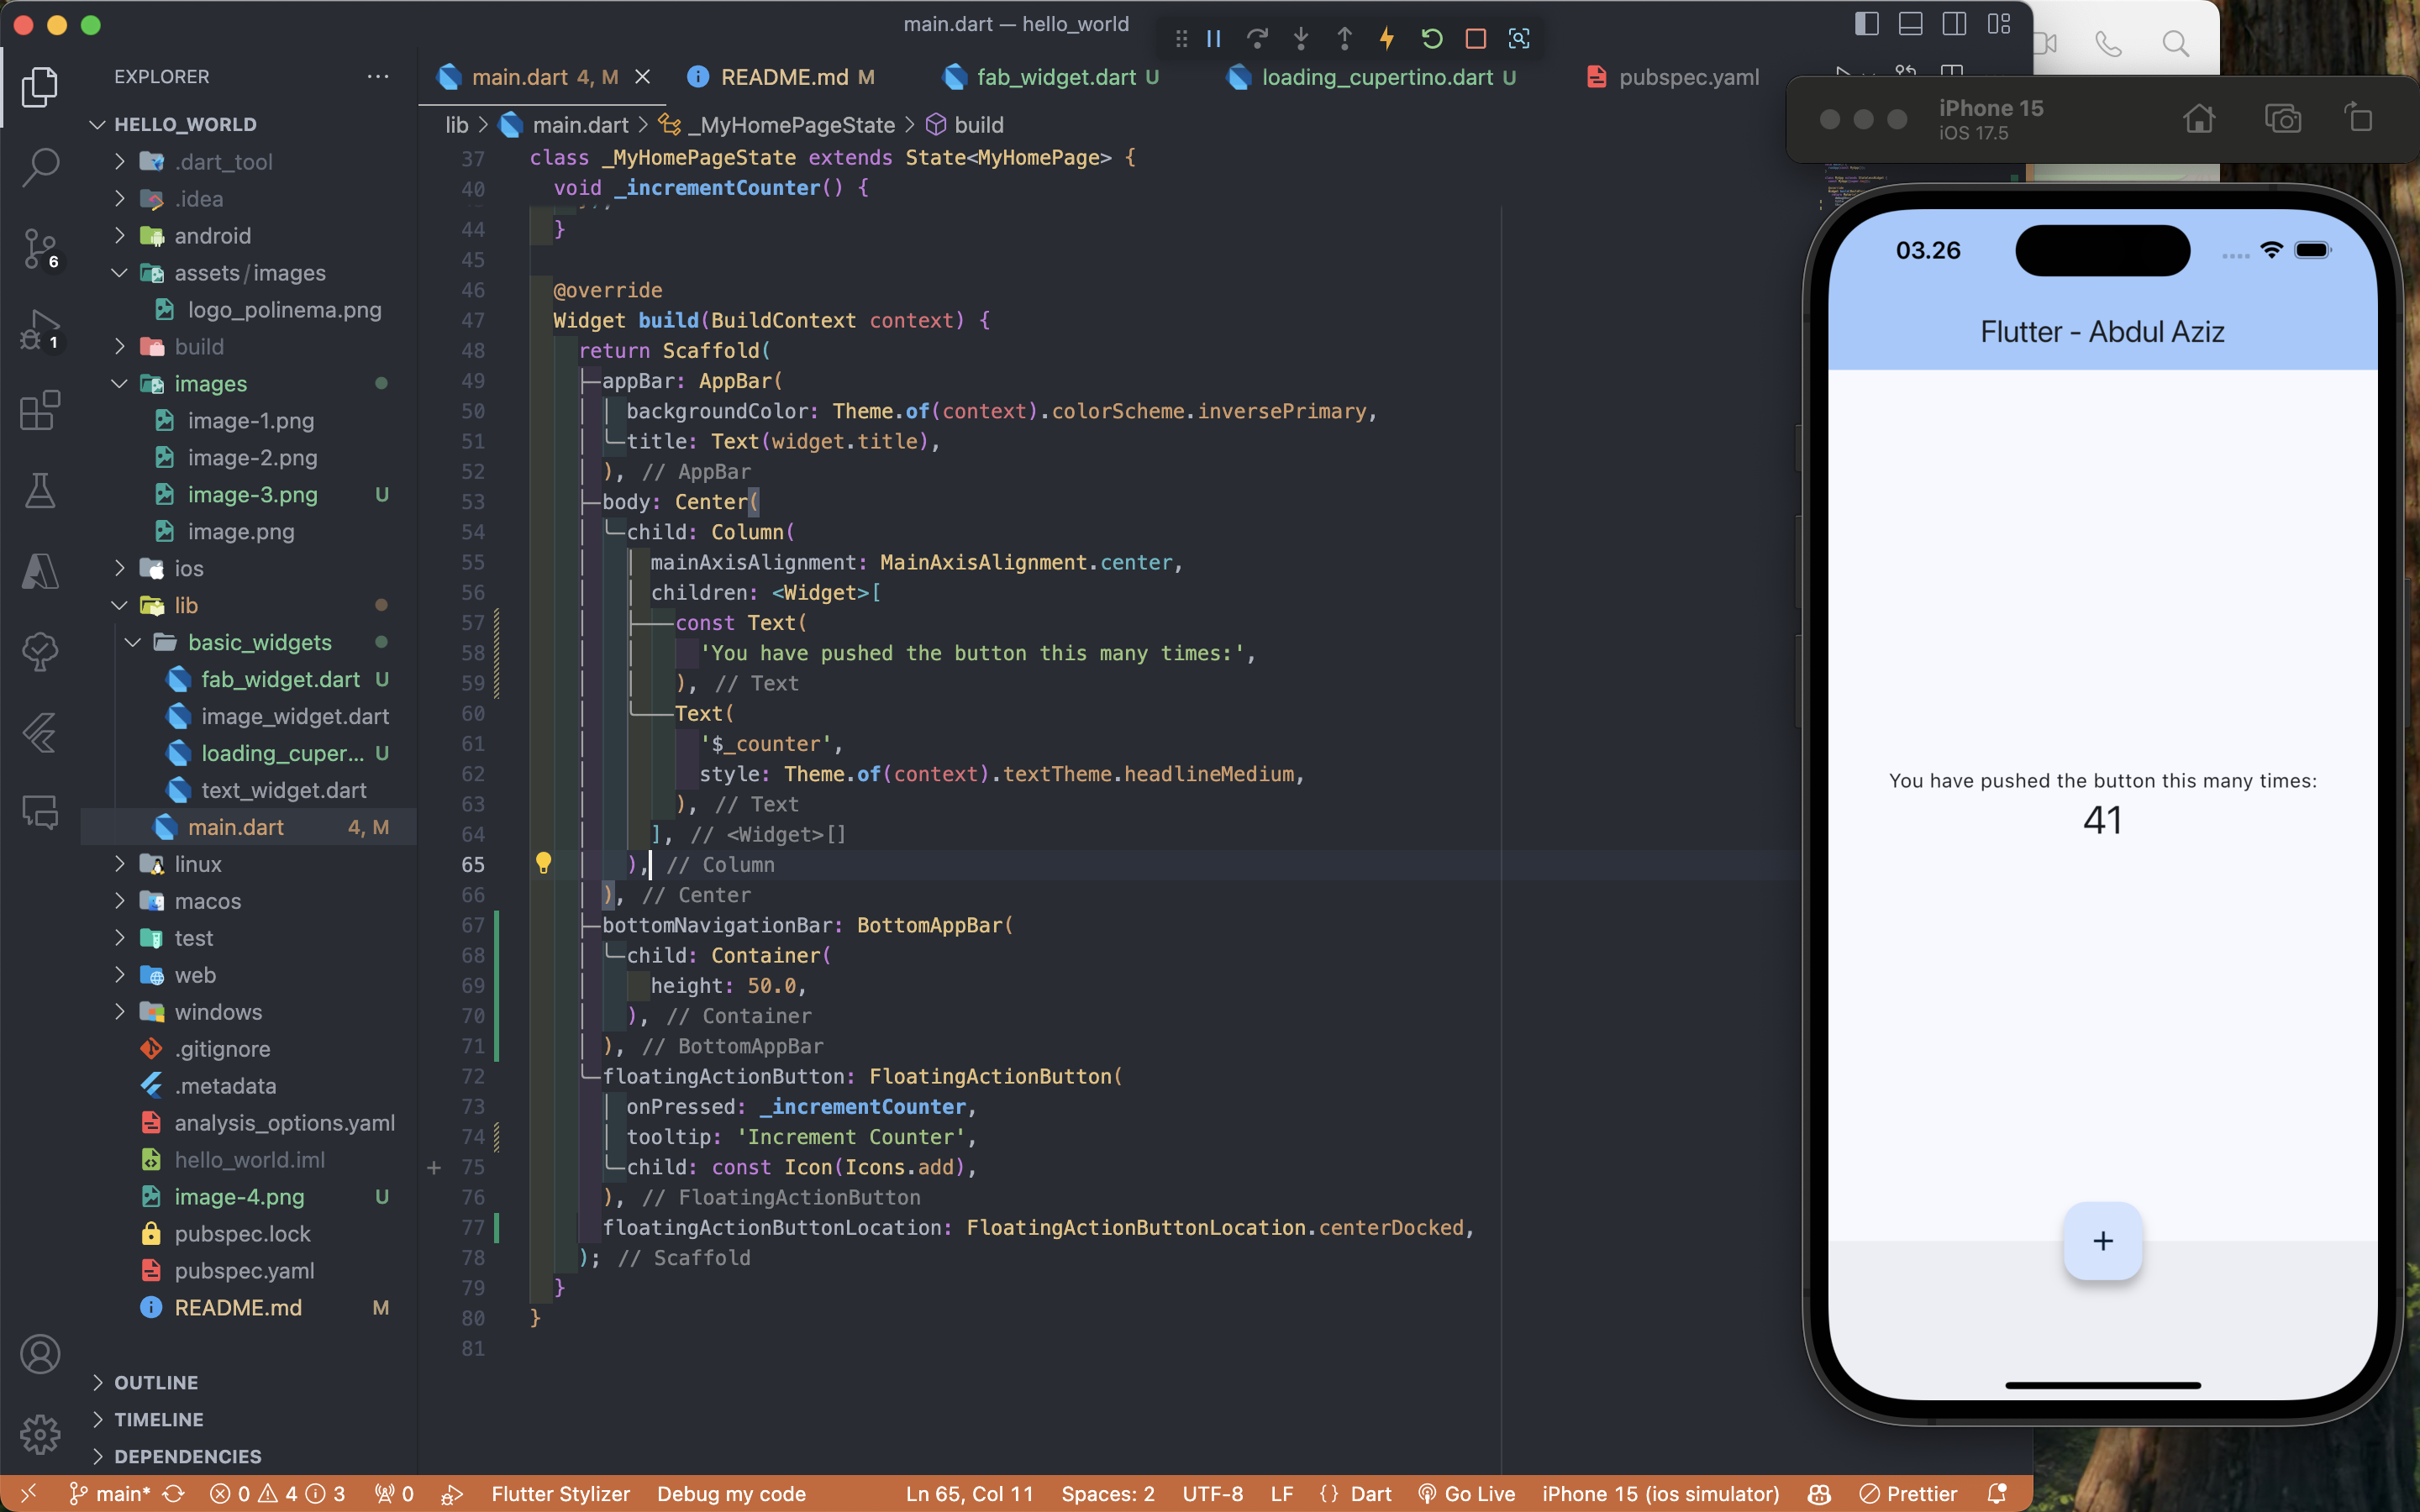 main.dart — hello_world
EXPLORER
main.dart 4, M
README.md M
fab_widget.dart U
loading_cupertino.dart U
pubspec.yaml
lib > main.dart > _MyHomePageState > build
HELLO_WORLD
.dart_tool
.idea
android
assets/images
logo_polinema.png
build
images
image-1.png
image-2.png
image-3.png U
image.png
ios
lib
basic_widgets
fab_widget.dart U
image_widget.dart
loading_cuper... U
text_widget.dart
main.dart 4, M
linux
macos
test
web
windows
.gitignore
.metadata
analysis_options.yaml
hello_world.iml
image-4.png U
pubspec.lock
pubspec.yaml
README.md M
OUTLINE
TIMELINE
DEPENDENCIES
6
1
37 class _MyHomePageState extends State<MyHomePage> {
40 void _incrementCounter() {
44 }
45
46 @override
47 Widget build(BuildContext context) {
48 return Scaffold(
49 appBar: AppBar(
50 backgroundColor: Theme.of(context).colorScheme.inversePrimary,
51 title: Text(widget.title),
52 ), // AppBar
53 body: Center(
54 child: Column(
55 mainAxisAlignment: MainAxisAlignment.center,
56 children: <Widget>[
57 const Text(
58 'You have pushed the button this many times:',
59 ), // Text
60 Text(
61 '$_counter',
62 style: Theme.of(context).textTheme.headlineMedium,
63 ), // Text
64 ], // <Widget>[]
65 ), // Column
66 ), // Center
67 bottomNavigationBar: BottomAppBar(
68 child: Container(
69 height: 50.0,
70 ), // Container
71 ), // BottomAppBar
72 floatingActionButton: FloatingActionButton(
73 onPressed: _incrementCounter,
74 tooltip: 'Increment Counter',
75 child: const Icon(Icons.add),
76 ), // FloatingActionButton
77 floatingActionButtonLocation: FloatingActionButtonLocation.centerDocked,
78 ); // Scaffold
79 }
80 }
81
iPhone 15
iOS 17.5
03.26
Flutter - Abdul Aziz
You have pushed the button this many times:
41
+
main* 0 4 3 0 Flutter Stylizer Debug my code Ln 65, Col 11 Spaces: 2 UTF-8 LF {} Dart Go Live iPhone 15 (ios simulator) Prettier